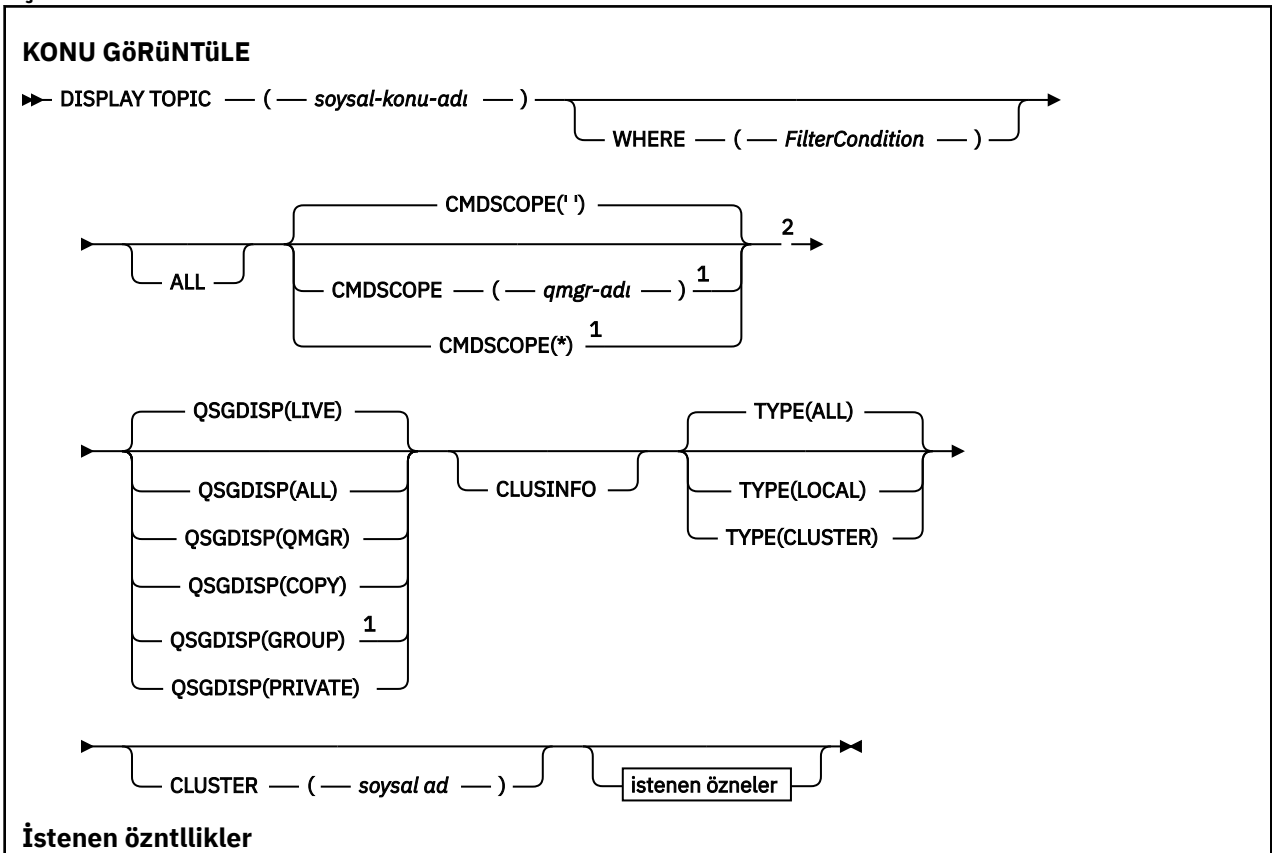 KONU GöRüNTüLE
DISPLAY TOPIC ( soysal-konu-adı )
WHERE ( FilterCondition )
CMDSCOPE(' ')
2
ALL
CMDSCOPE ( qmgr-adı ) 1
CMDSCOPE(*) 1
QSGDISP(LIVE) TYPE(ALL)
QSGDISP(ALL) CLUSINFO TYPE(LOCAL)
QSGDISP(QMGR) TYPE(CLUSTER)
QSGDISP(COPY)
QSGDISP(GROUP) 1
QSGDISP(PRIVATE)
CLUSTER ( soysal ad ) istenen özneler
İstenen özntllikler